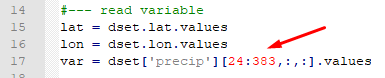 14 #--- read variable
15 lat = dset.lat.values
16 lon = dset.lon.values
17 var = dset['precip'][24:383,:,:].values
18